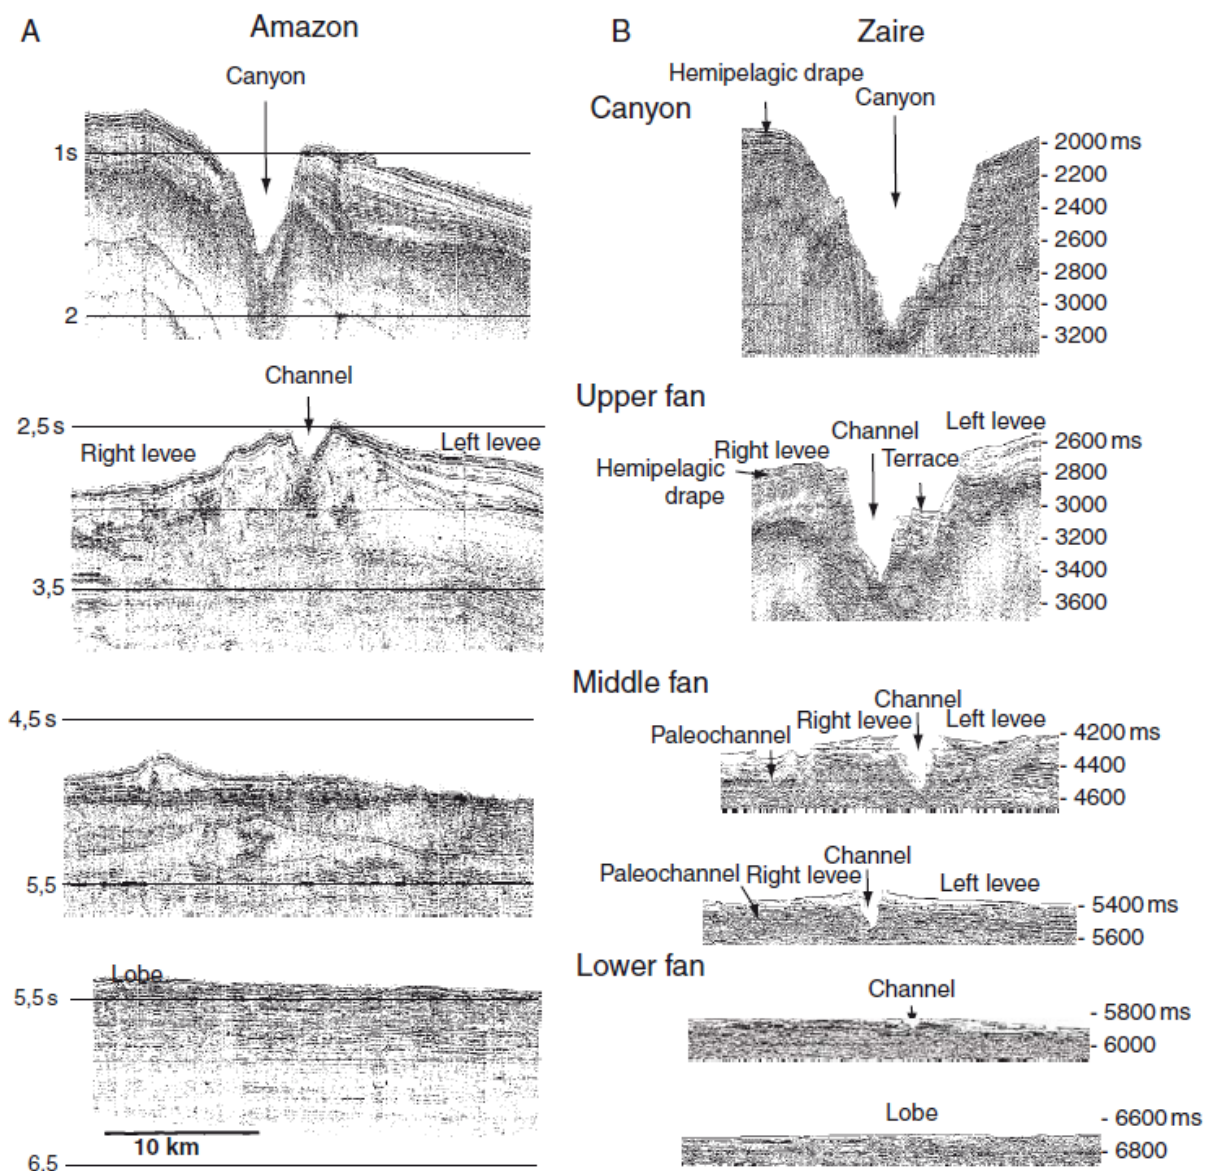 A
Amazon
Canyon
1s
2
Channel
2,5s
Right levee
Left levee
3,5
4,5s
5,5
Lobe
5,5s
10 km
6,5
B
Zaire
Hemipelagic drape
Canyon
Canyon
- 2000 ms
- 2200
- 2400
- 2600
- 2800
- 3000
- 3200
Upper fan
Left levee
Channel
Right levee
Terrace
Hemipelagic
drape
- 2600 ms
- 2800
- 3000
- 3200
- 3400
- 3600
Middle fan
Channel
Right levee
Left levee
Paleochannel
- 4200 ms
- 4400
- 4600
Channel
Paleochannel
Right levee
Left levee
- 5400 ms
- 5600
Lower fan
Channel
- 5800 ms
- 6000
Lobe
- 6600 ms
- 6800